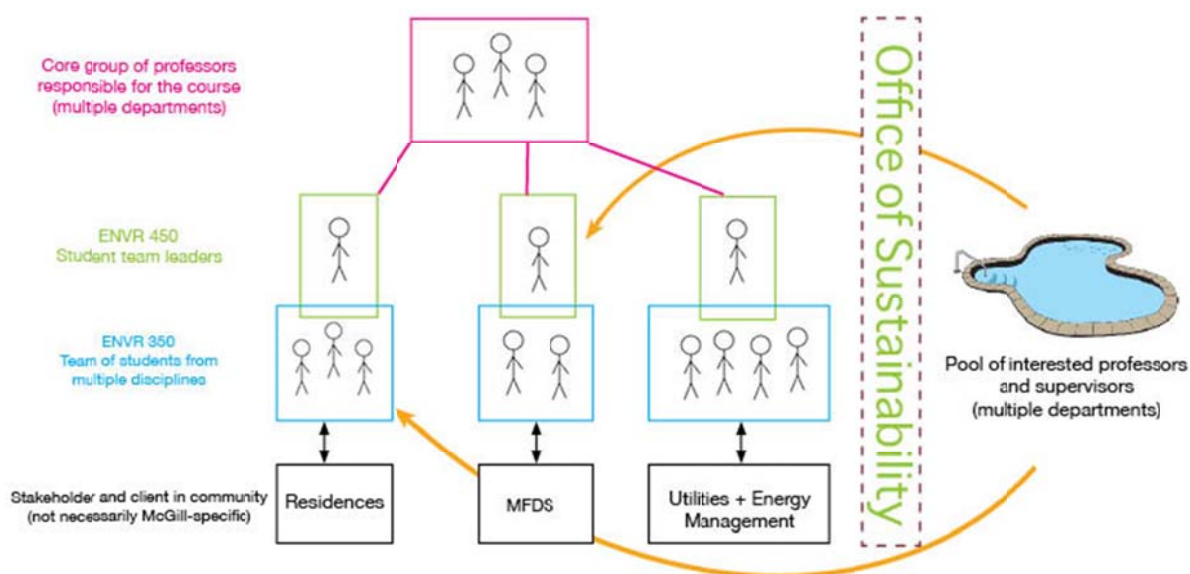 Core group of professors
responsible for the course
(multiple departments)
Office of Sustainability
ENVR 450
Student team leaders
ENVR 350
Team of students from
multiple disciplines
Pool of interested professors
and supervisors
(multiple departments)
Stakeholder and client in community
(not necessarily McGill-specific)
Residences
MFDS
Utilities + Energy
Management